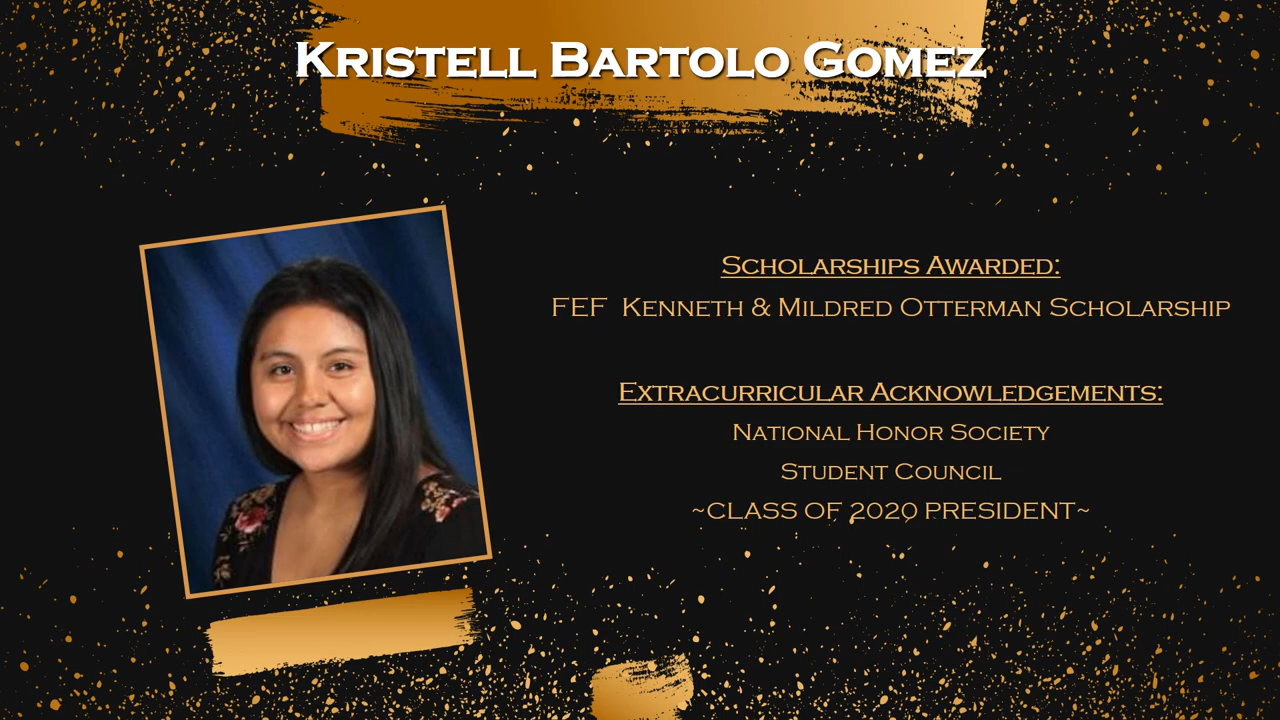 Kristell Bartolo Gomez
Scholarships Awarded:
FEF Kenneth & Mildred Otterman Scholarship
Extracurricular Acknowledgements:
National Honor Society
Student Council
~CLASS OF 2020 PRESIDENT~